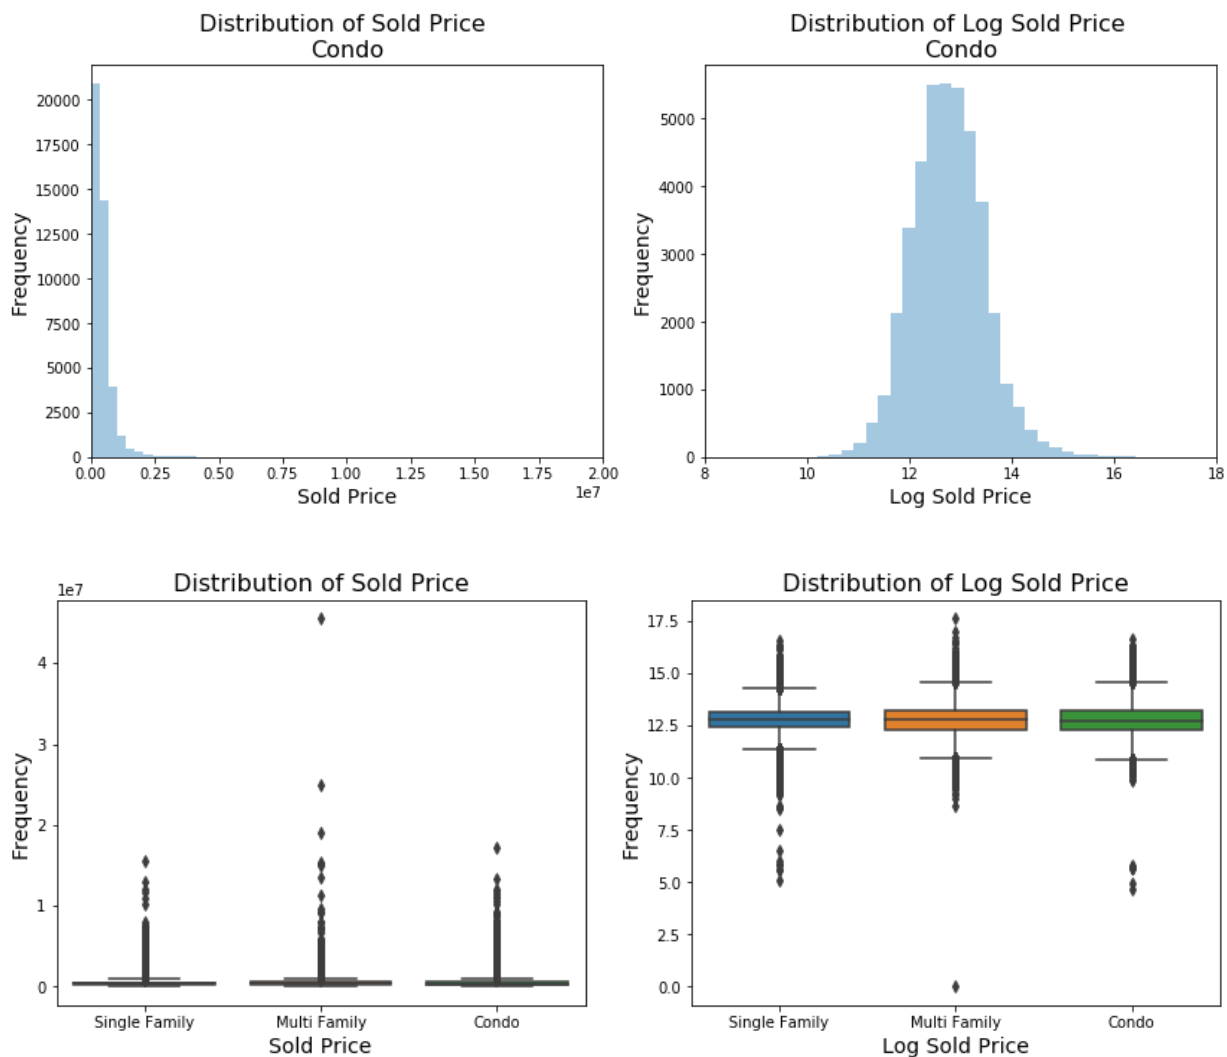 Distribution of Sold Price
Condo
Frequency
20000
17500
15000
12500
10000
7500
5000
2500
0
0.00 0.25 0.50 0.75 1.00 1.25 1.50 1.75 2.00
1e7
Sold Price
Distribution of Log Sold Price
Condo
Frequency
5000
4000
3000
2000
1000
0
8 10 12 14 16 18
Log Sold Price
Distribution of Sold Price
1e7
Frequency
4
3
2
1
0
Single Family Multi Family Condo
Sold Price
Distribution of Log Sold Price
Frequency
17.5
15.0
12.5
10.0
7.5
5.0
2.5
0.0
Single Family Multi Family Condo
Log Sold Price